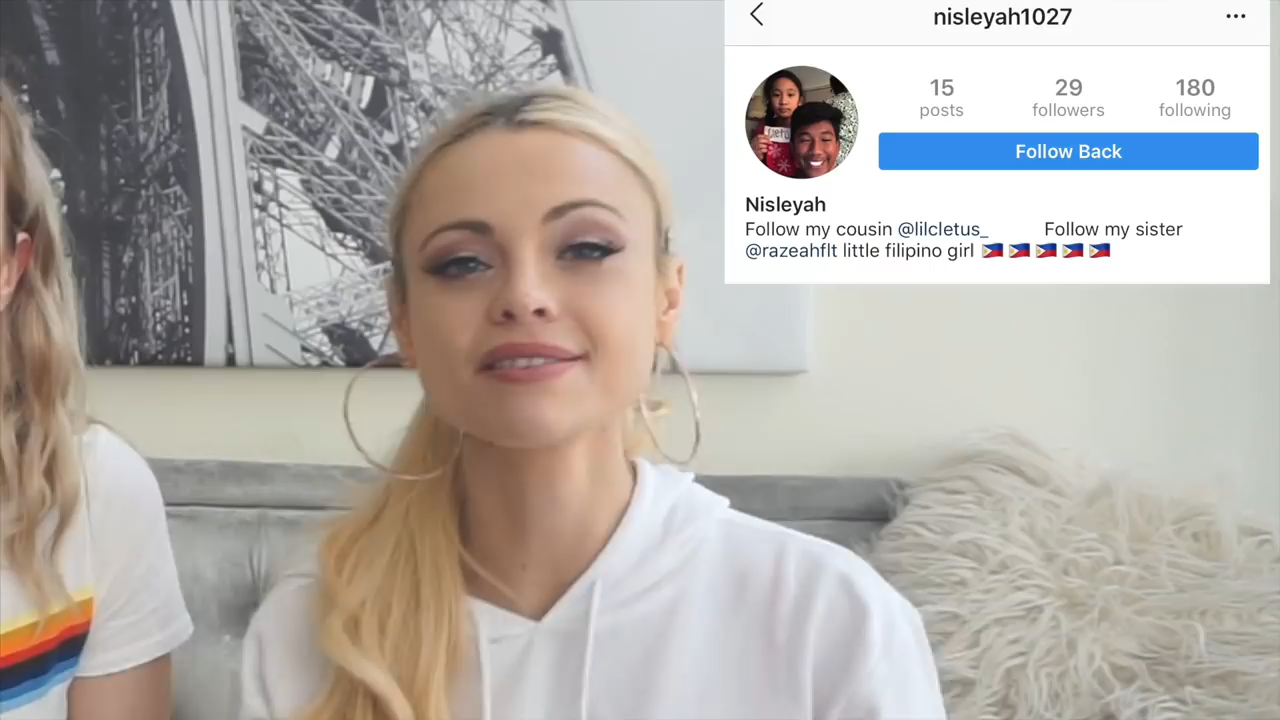 nisleyah1027
15 29 180
posts followers following
Follow Back
Nisleyah
Follow my cousin @lilcletus_ Follow my sister
@razeahflt little filipino girl 🇵🇭 🇵🇭 🇵🇭 🇵🇭 🇵🇭